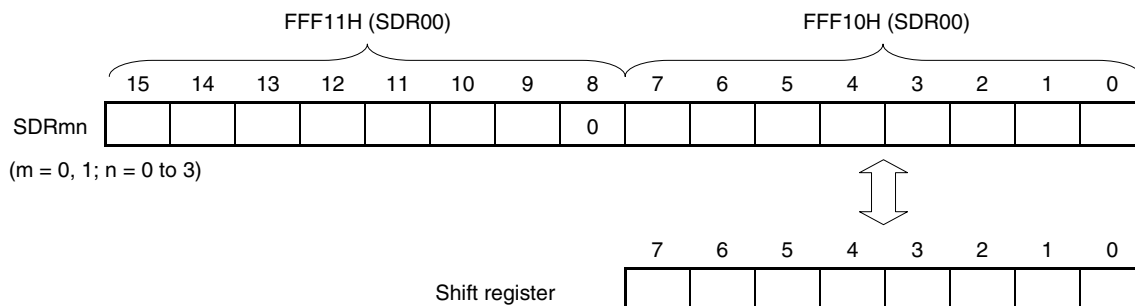 FFF11H (SDR00) FFF10H (SDR00)
15 14 13 12 11 10 9 8 7 6 5 4 3 2 1 0
SDRmn 0
(m = 0, 1; n = 0 to 3)
7 6 5 4 3 2 1 0
Shift register